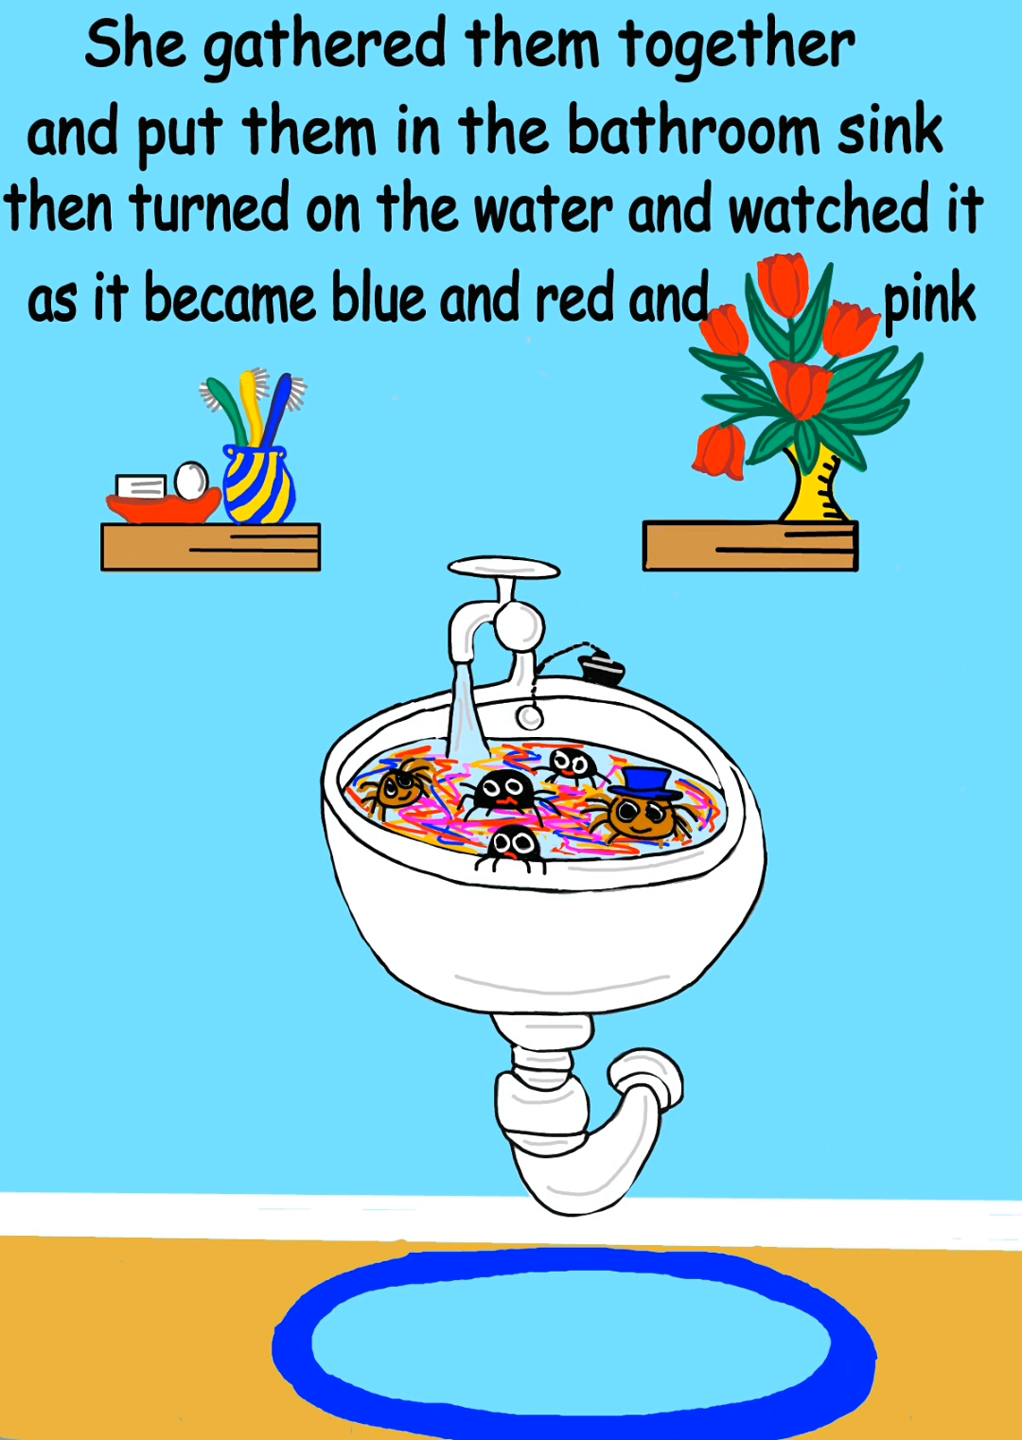 She gathered them together
and put them in the bathroom sink
then turned on the water and watched it
as it became blue and red and pink